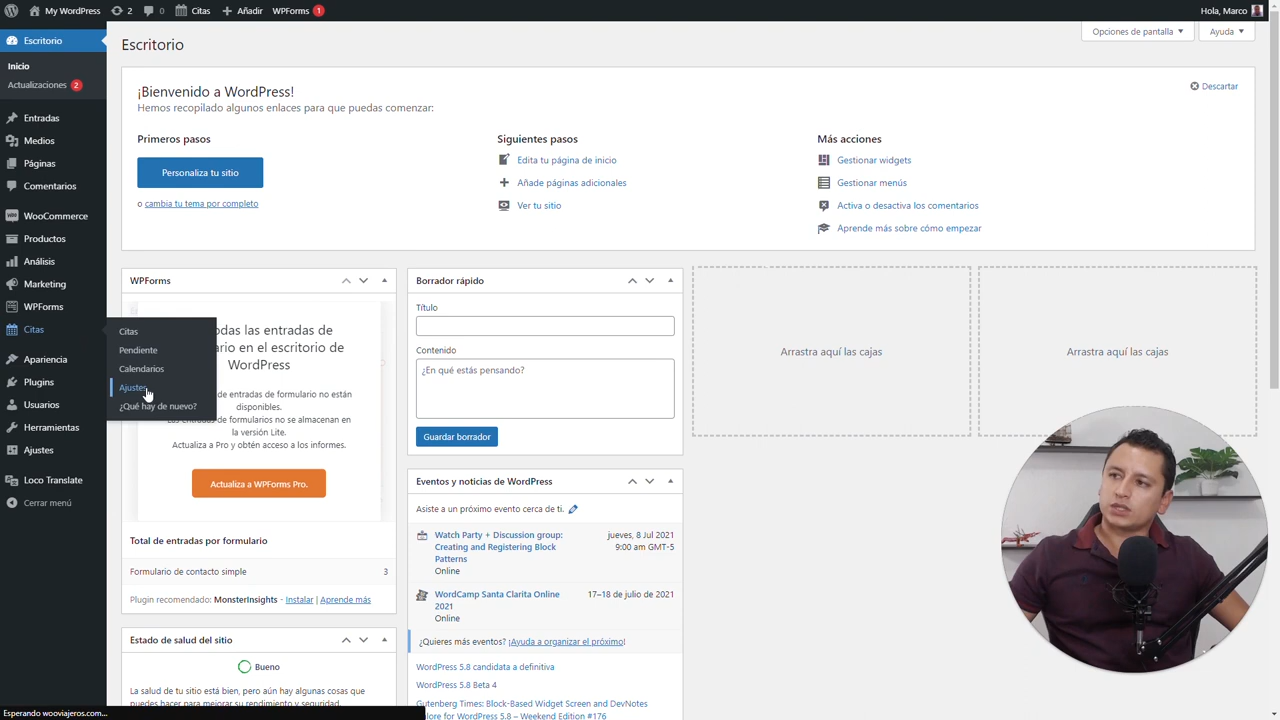 My WordPress
2
0
Citas
Añadir
WPForms
1
Hola, Marco
Escritorio
Inicio
Actualizaciones 2
Entradas
Medios
Páginas
Comentarios
WooCommerce
Productos
Análisis
Marketing
WPForms
Citas
Apariencia
Plugins
Usuarios
Herramientas
Ajustes
Loco Translate
Cerrar menú
Citas
Pendiente
Calendarios
Ajustes
¿Qué hay de nuevo?
Escritorio
Opciones de pantalla
Ayuda
¡Bienvenido a WordPress!
Hemos recopilado algunos enlaces para que puedas comenzar:
Descartar
Primeros pasos
Personaliza tu sitio
o cambia tu tema por completo
Siguientes pasos
Edita tu página de inicio
Añade páginas adicionales
Ver tu sitio
Más acciones
Gestionar widgets
Gestionar menús
Activa o desactiva los comentarios
Aprende más sobre cómo empezar
WPForms
odas las entradas de
ario en el escritorio de
WordPress
de entradas de formulario no están
disponibles.
Las entradas de formularios no se almacenan en
la versión Lite.
Actualiza a Pro y obtén acceso a los informes.
Actualiza a WPForms Pro.
Total de entradas por formulario
Formulario de contacto simple 3
Plugin recomendado: MonsterInsights - Instalar | Aprende más
Estado de salud del sitio
Bueno
La salud de tu sitio está bien, pero aún hay algunas cosas que
puedes hacer para mejorar su rendimiento y seguridad.
Borrador rápido
Título
Contenido
¿En qué estás pensando?
Guardar borrador
Eventos y noticias de WordPress
Asiste a un próximo evento cerca de ti.
Watch Party + Discussion group: jueves, 8 Jul 2021
Creating and Registering Block 9:00 am GMT-5
Patterns
Online
WordCamp Santa Clarita Online 17–18 de julio de 2021
2021
Online
¿Quieres más eventos? ¡Ayuda a organizar el próximo!
WordPress 5.8 candidata a definitiva
WordPress 5.8 Beta 4
Gutenberg Times: Block-Based Widget Screen and DevNotes
lore for WordPress 5.8 – Weekend Edition #176
Arrastra aquí las cajas
Arrastra aquí las cajas
Esperando wooviajeros.com...